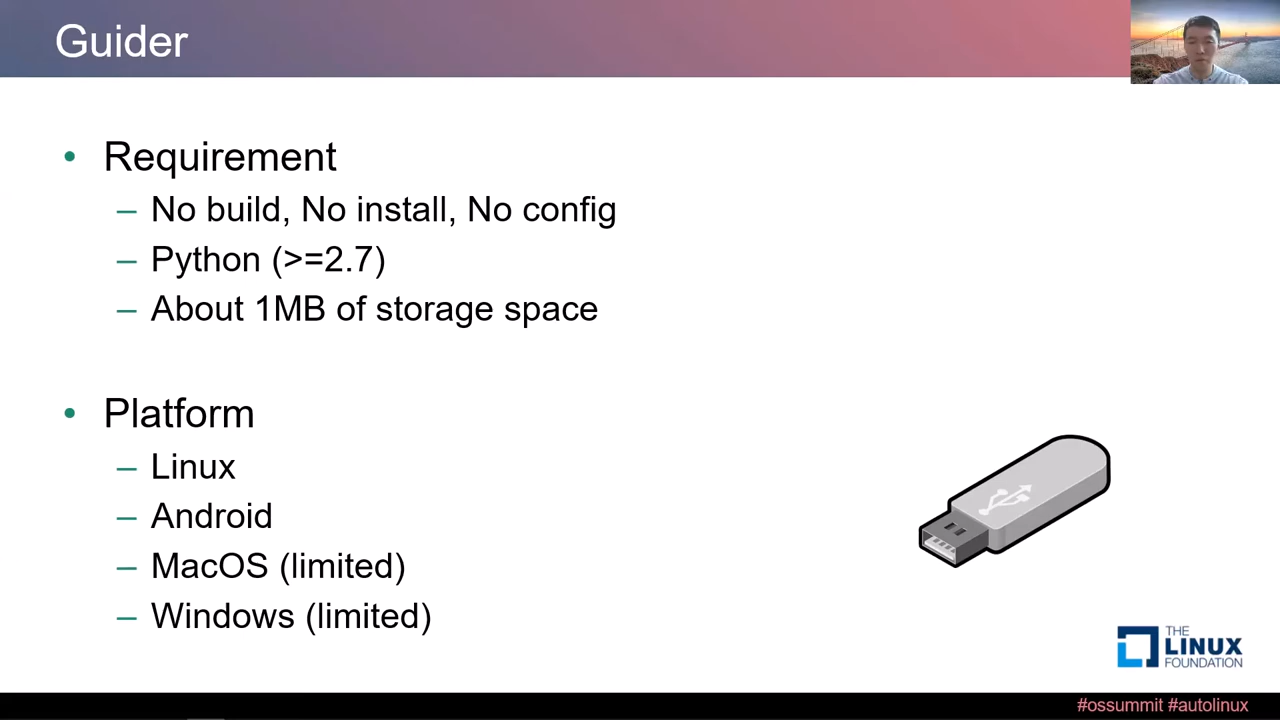 Guider
• Requirement
– No build, No install, No config
– Python (>=2.7)
– About 1MB of storage space
• Platform
– Linux
– Android
– MacOS (limited)
– Windows (limited)
THE
LINUX
FOUNDATION
#ossummit #autolinux